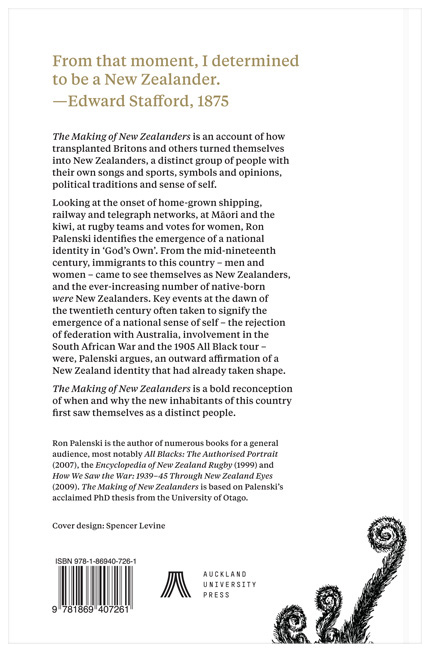 From that moment, I determined
to be a New Zealander.
—Edward Stafford, 1875
The Making of New Zealanders is an account of how
transplanted Britons and others turned themselves
into New Zealanders, a distinct group of people with
their own songs and sports, symbols and opinions,
political traditions and sense of self.
Looking at the onset of home-grown shipping,
railway and telegraph networks, at Māori and the
kiwi, at rugby teams and votes for women, Ron
Palenski identifies the emergence of a national
identity in ‘God’s Own’. From the mid-nineteenth
century, immigrants to this country – men and
women – came to see themselves as New Zealanders,
and the ever-increasing number of native-born
were New Zealanders. Key events at the dawn of
the twentieth century often taken to signify the
emergence of a national sense of self – the rejection
of federation with Australia, involvement in the
South African War and the 1905 All Black tour –
were, Palenski argues, an outward affirmation of a
New Zealand identity that had already taken shape.
The Making of New Zealanders is a bold reconception
of when and why the new inhabitants of this country
first saw themselves as a distinct people.
Ron Palenski is the author of numerous books for a general
audience, most notably All Blacks: The Authorised Portrait
(2007), the Encyclopedia of New Zealand Rugby (1999) and
How We Saw the War: 1939–45 Through New Zealand Eyes
(2009). The Making of New Zealanders is based on Palenski’s
acclaimed PhD thesis from the University of Otago.
Cover design: Spencer Levine
ISBN 978-1-86940-726-1
9 781869 407261
AUCKLAND
UNIVERSITY
PRESS